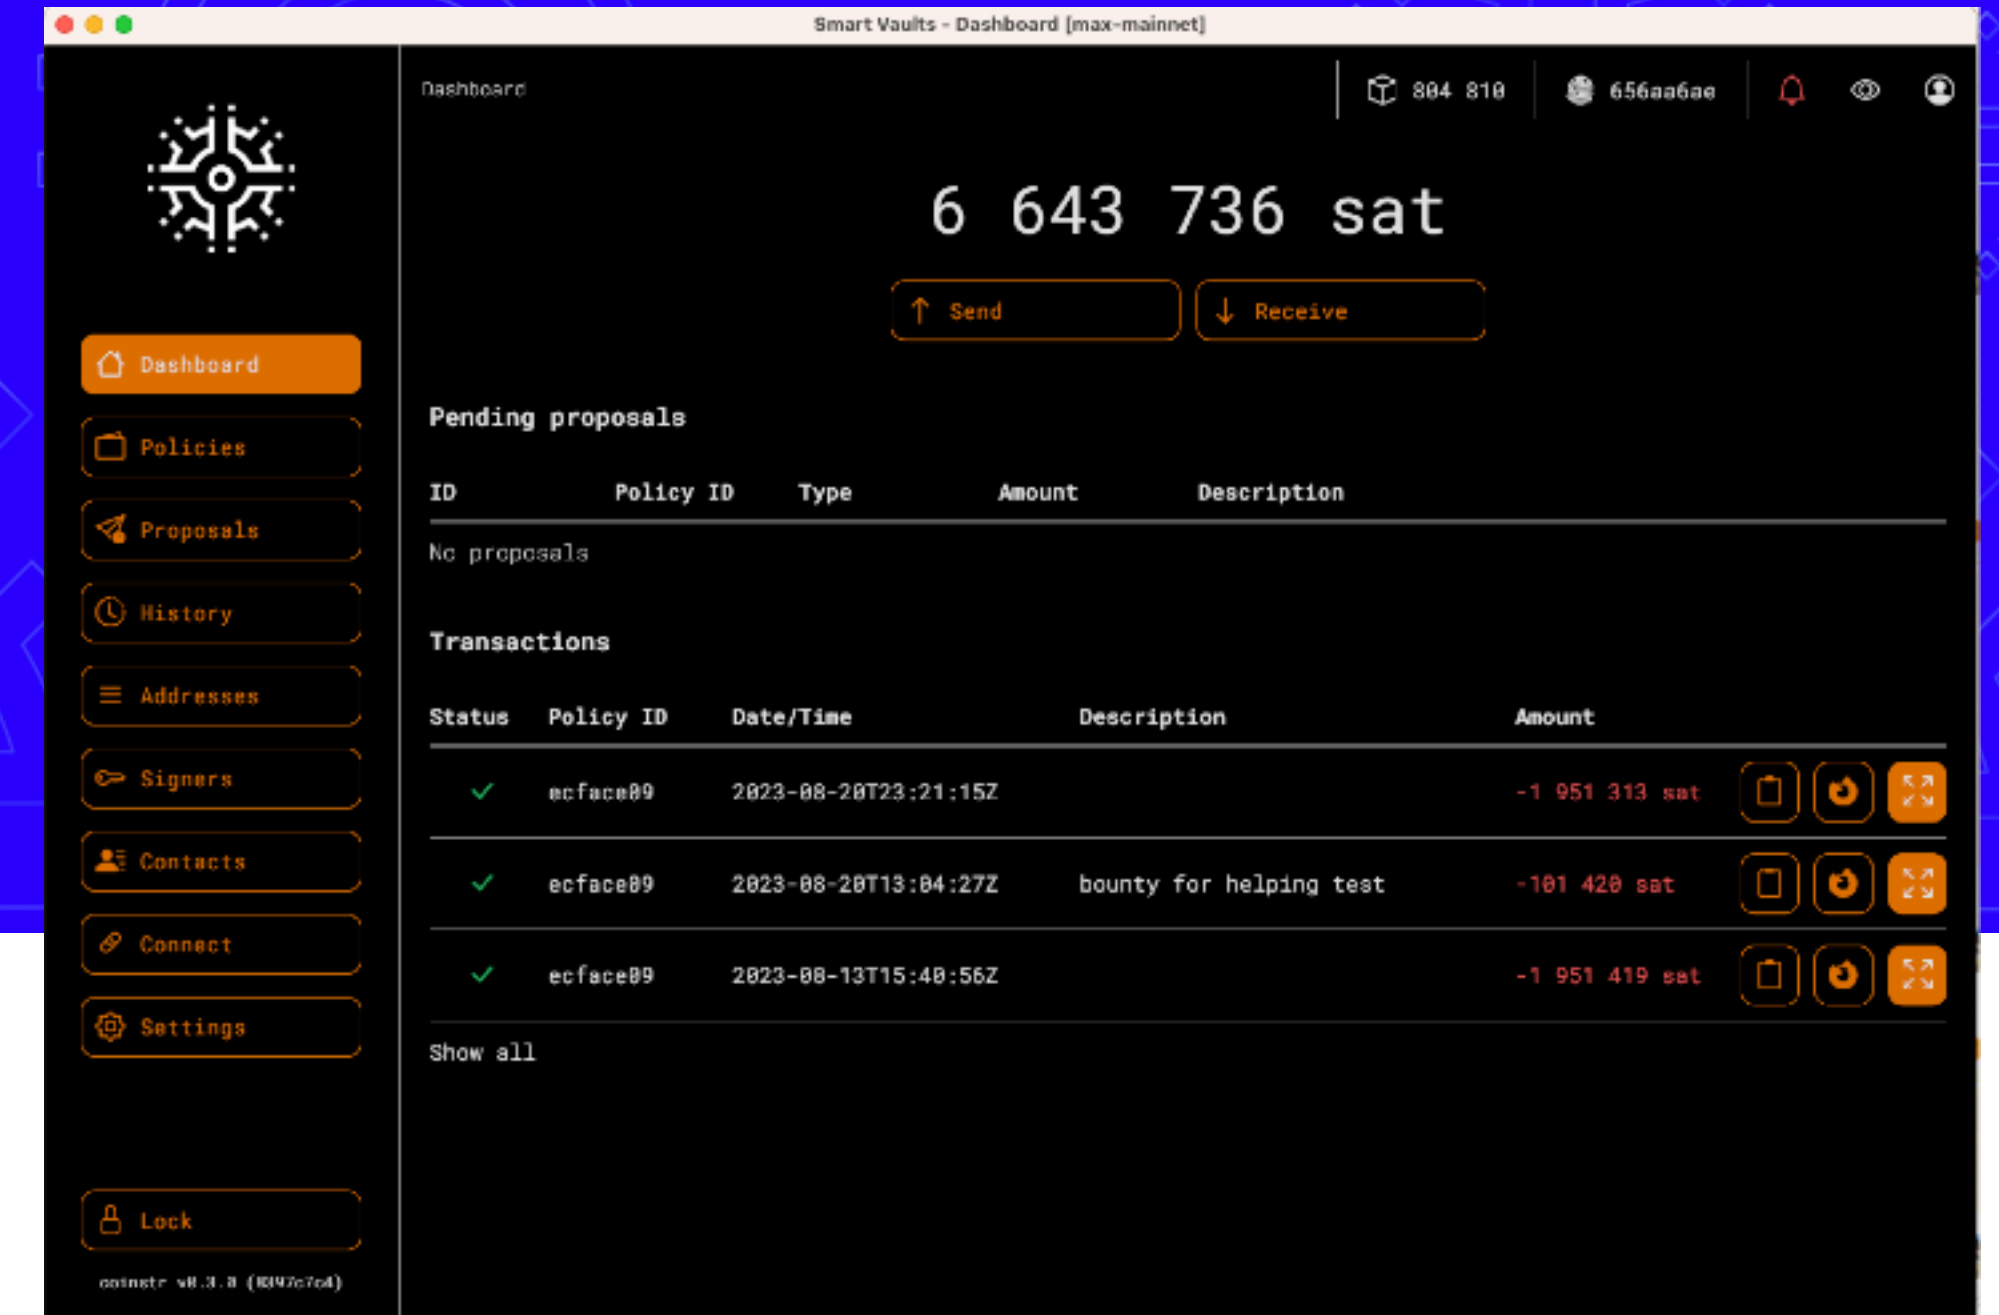 Smart Vaults - Dashboard [max-mainnet]
Dashboard
804 810
656aa6ae
6 643 736 sat
Send
Receive
Dashboard
Policies
Proposals
History
Addresses
Signers
Contacts
Connect
Settings
Lock
coinstr v0.3.0
Pending proposals
ID Policy ID Type Amount Description
No proposals
Transactions
Status Policy ID Date/Time Description Amount
ecface09 2023-08-20T23:21:15Z -1 951 313 sat
ecface09 2023-08-20T13:04:27Z bounty for helping test -101 420 sat
ecface09 2023-08-13T15:40:56Z -1 951 419 sat
Show all